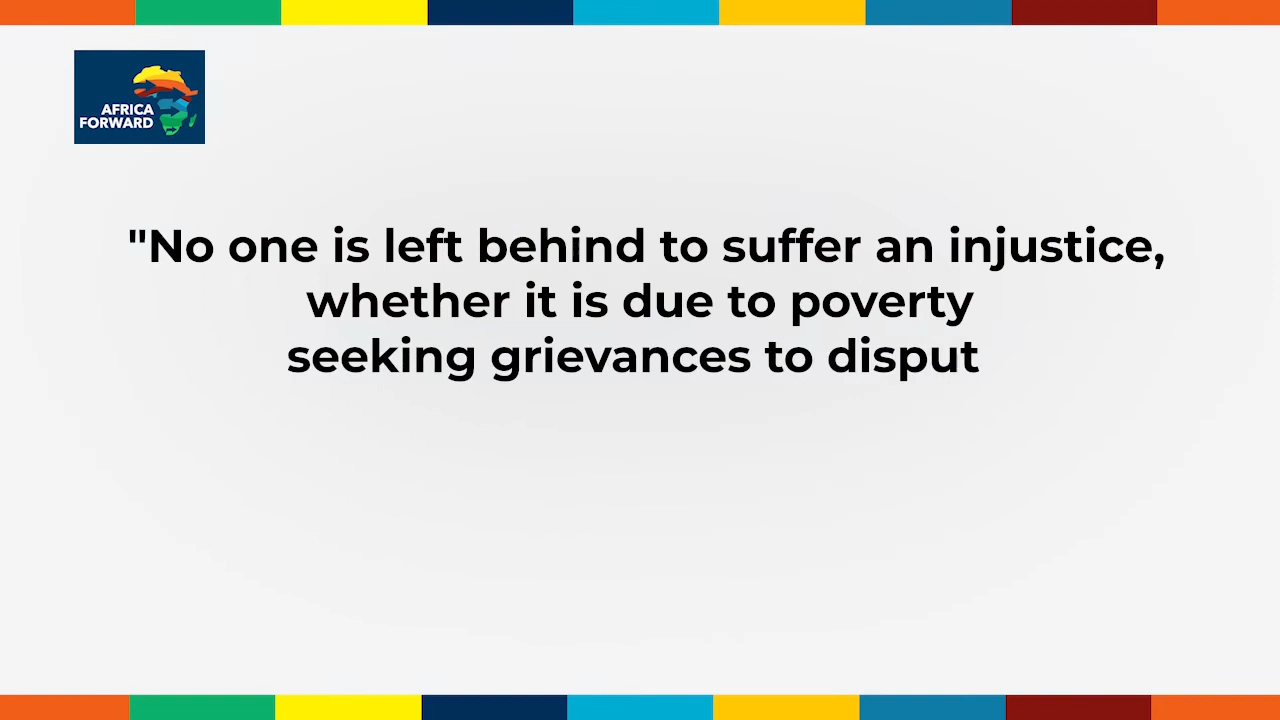 AFRICA
FORWARD
"No one is left behind to suffer an injustice,
whether it is due to poverty
seeking grievances to disput